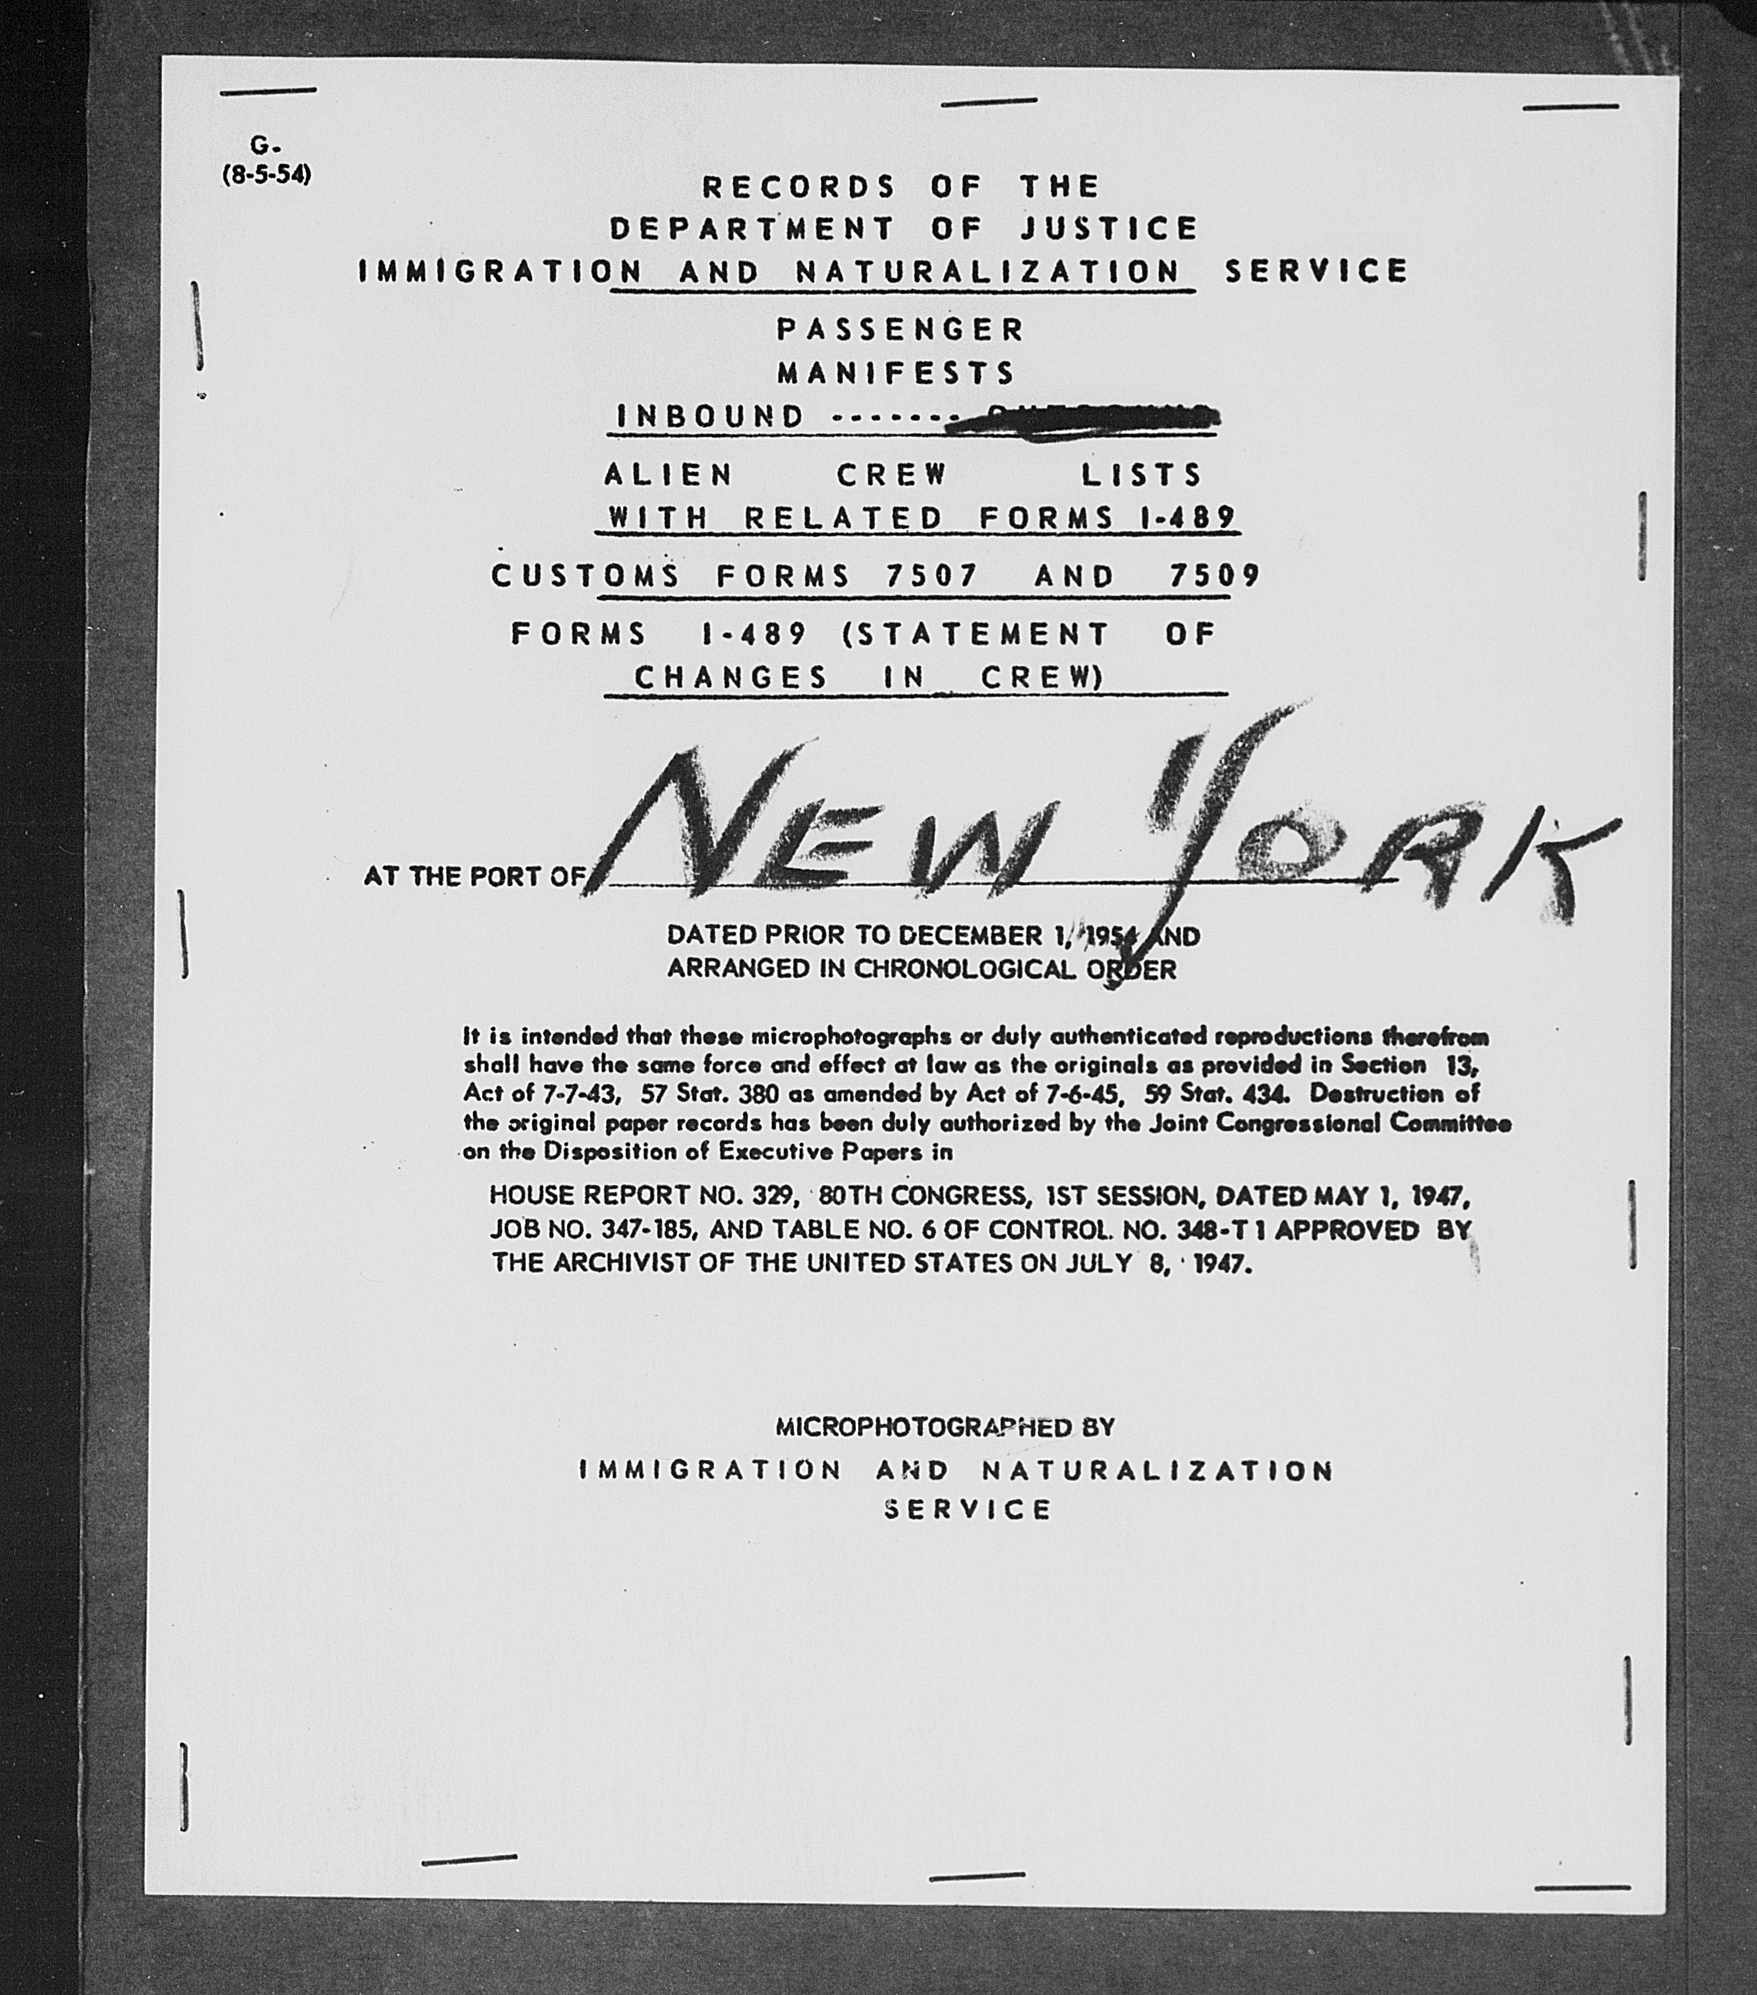 G.
(8-5-54)
RECORDS OF THE
DEPARTMENT OF JUSTICE
IMMIGRATION AND NATURALIZATION SERVICE
PASSENGER
MANIFESTS
INBOUND -------
ALIEN CREW LISTS
WITH RELATED FORMS I-489
CUSTOMS FORMS 7507 AND 7509
FORMS I-489 (STATEMENT OF
CHANGES IN CREW)
AT THE PORT OF NEW YORK
DATED PRIOR TO DECEMBER 1, 1954 AND
ARRANGED IN CHRONOLOGICAL ORDER
It is intended that these microphotographs or duly authenticated reproductions therefrom
shall have the same force and effect at law as the originals as provided in Section 13,
Act of 7-7-43, 57 Stat. 380 as amended by Act of 7-6-45, 59 Stat. 434. Destruction of
the original paper records has been duly authorized by the Joint Congressional Committee
on the Disposition of Executive Papers in
HOUSE REPORT NO. 329, 80TH CONGRESS, 1ST SESSION, DATED MAY 1, 1947,
JOB NO. 347-185, AND TABLE NO. 6 OF CONTROL NO. 348-T1 APPROVED BY
THE ARCHIVIST OF THE UNITED STATES ON JULY 8, 1947.
MICROPHOTOGRAPHED BY
IMMIGRATION AND NATURALIZATION
SERVICE